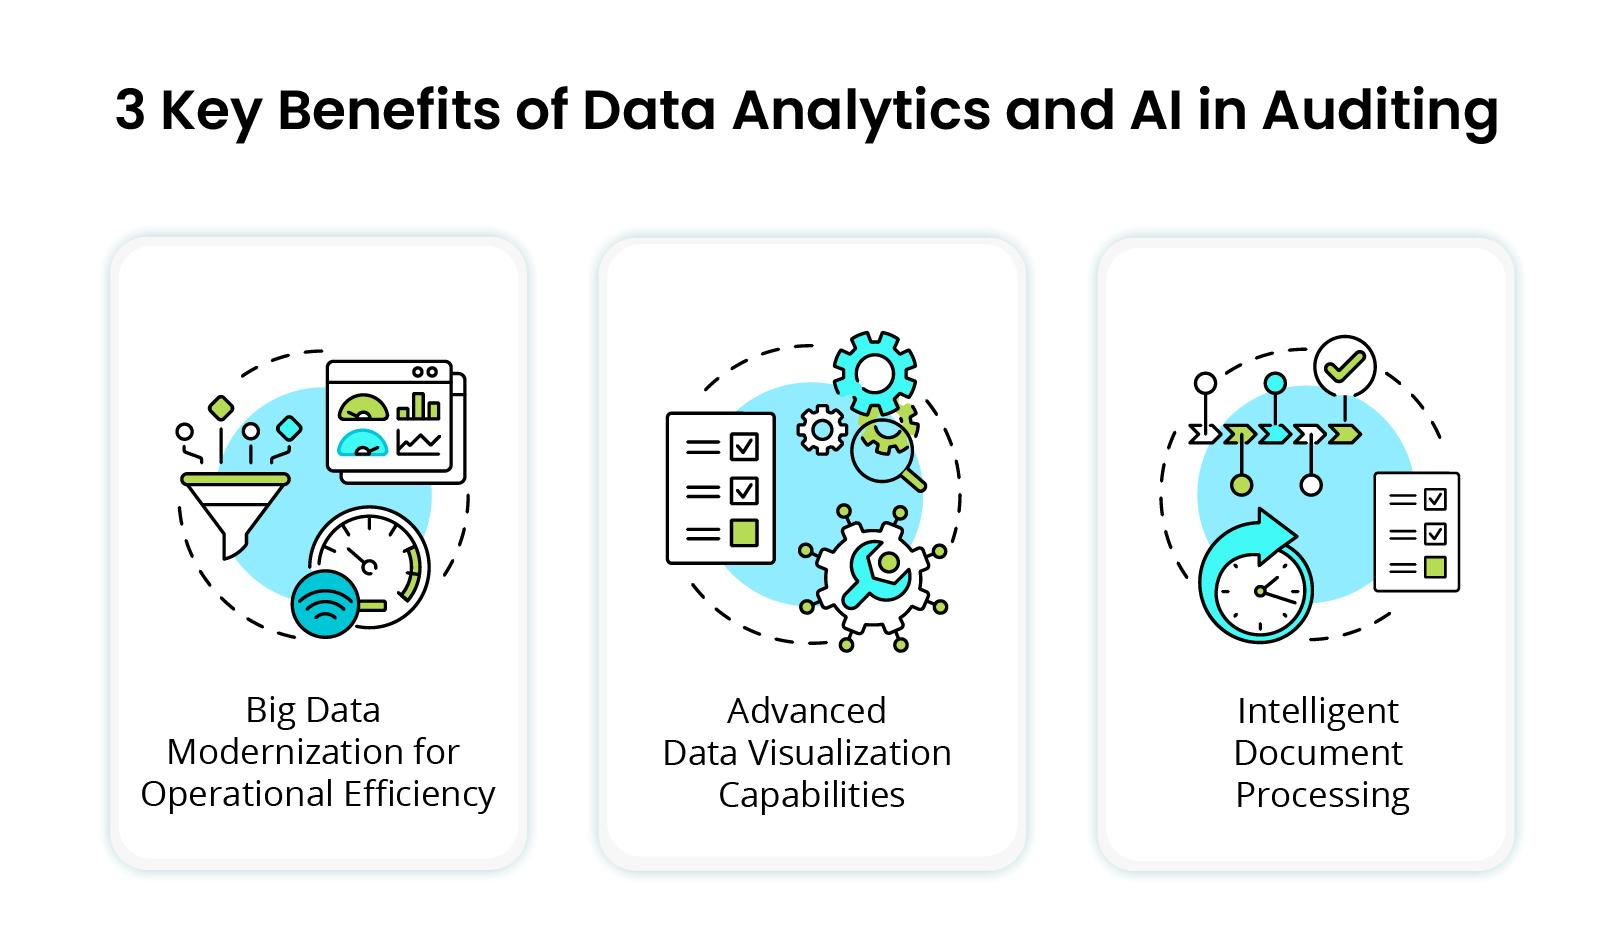 3 Key Benefits of Data Analytics and AI in Auditing
Big Data
Modernization for
Operational Efficiency
Advanced
Data Visualization
Capabilities
Intelligent
Document
Processing